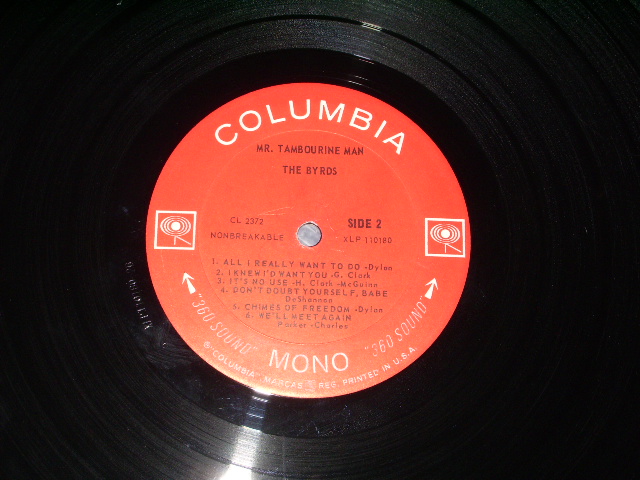 COLUMBIA
MR. TAMBOURINE MAN
THE BYRDS
CL 2372
SIDE 2
NONBREAKABLE
XLP 110180
1. ALL I REALLY WANT TO DO -Dylan
2. I KNEW I'D WANT YOU -G. Clark
3. IT'S NO USE -H. Clark -McGuinn
4. DON'T DOUBT YOURSELF, BABE
DeShannon
5. CHIMES OF FREEDOM -Dylan
6. WE'LL MEET AGAIN
Parker -Charles
"360 SOUND" MONO "360 SOUND"
® "COLUMBIA" MARCAS REG. PRINTED IN U.S.A.